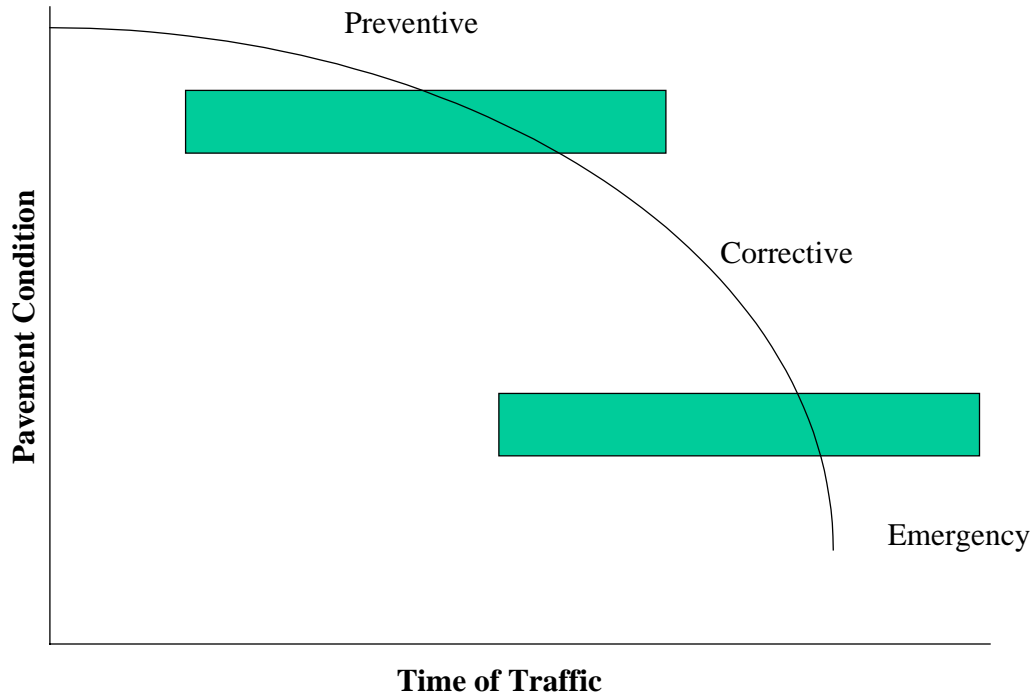 Preventive
Corrective
Pavement Condition
Emergency
Time of Traffic